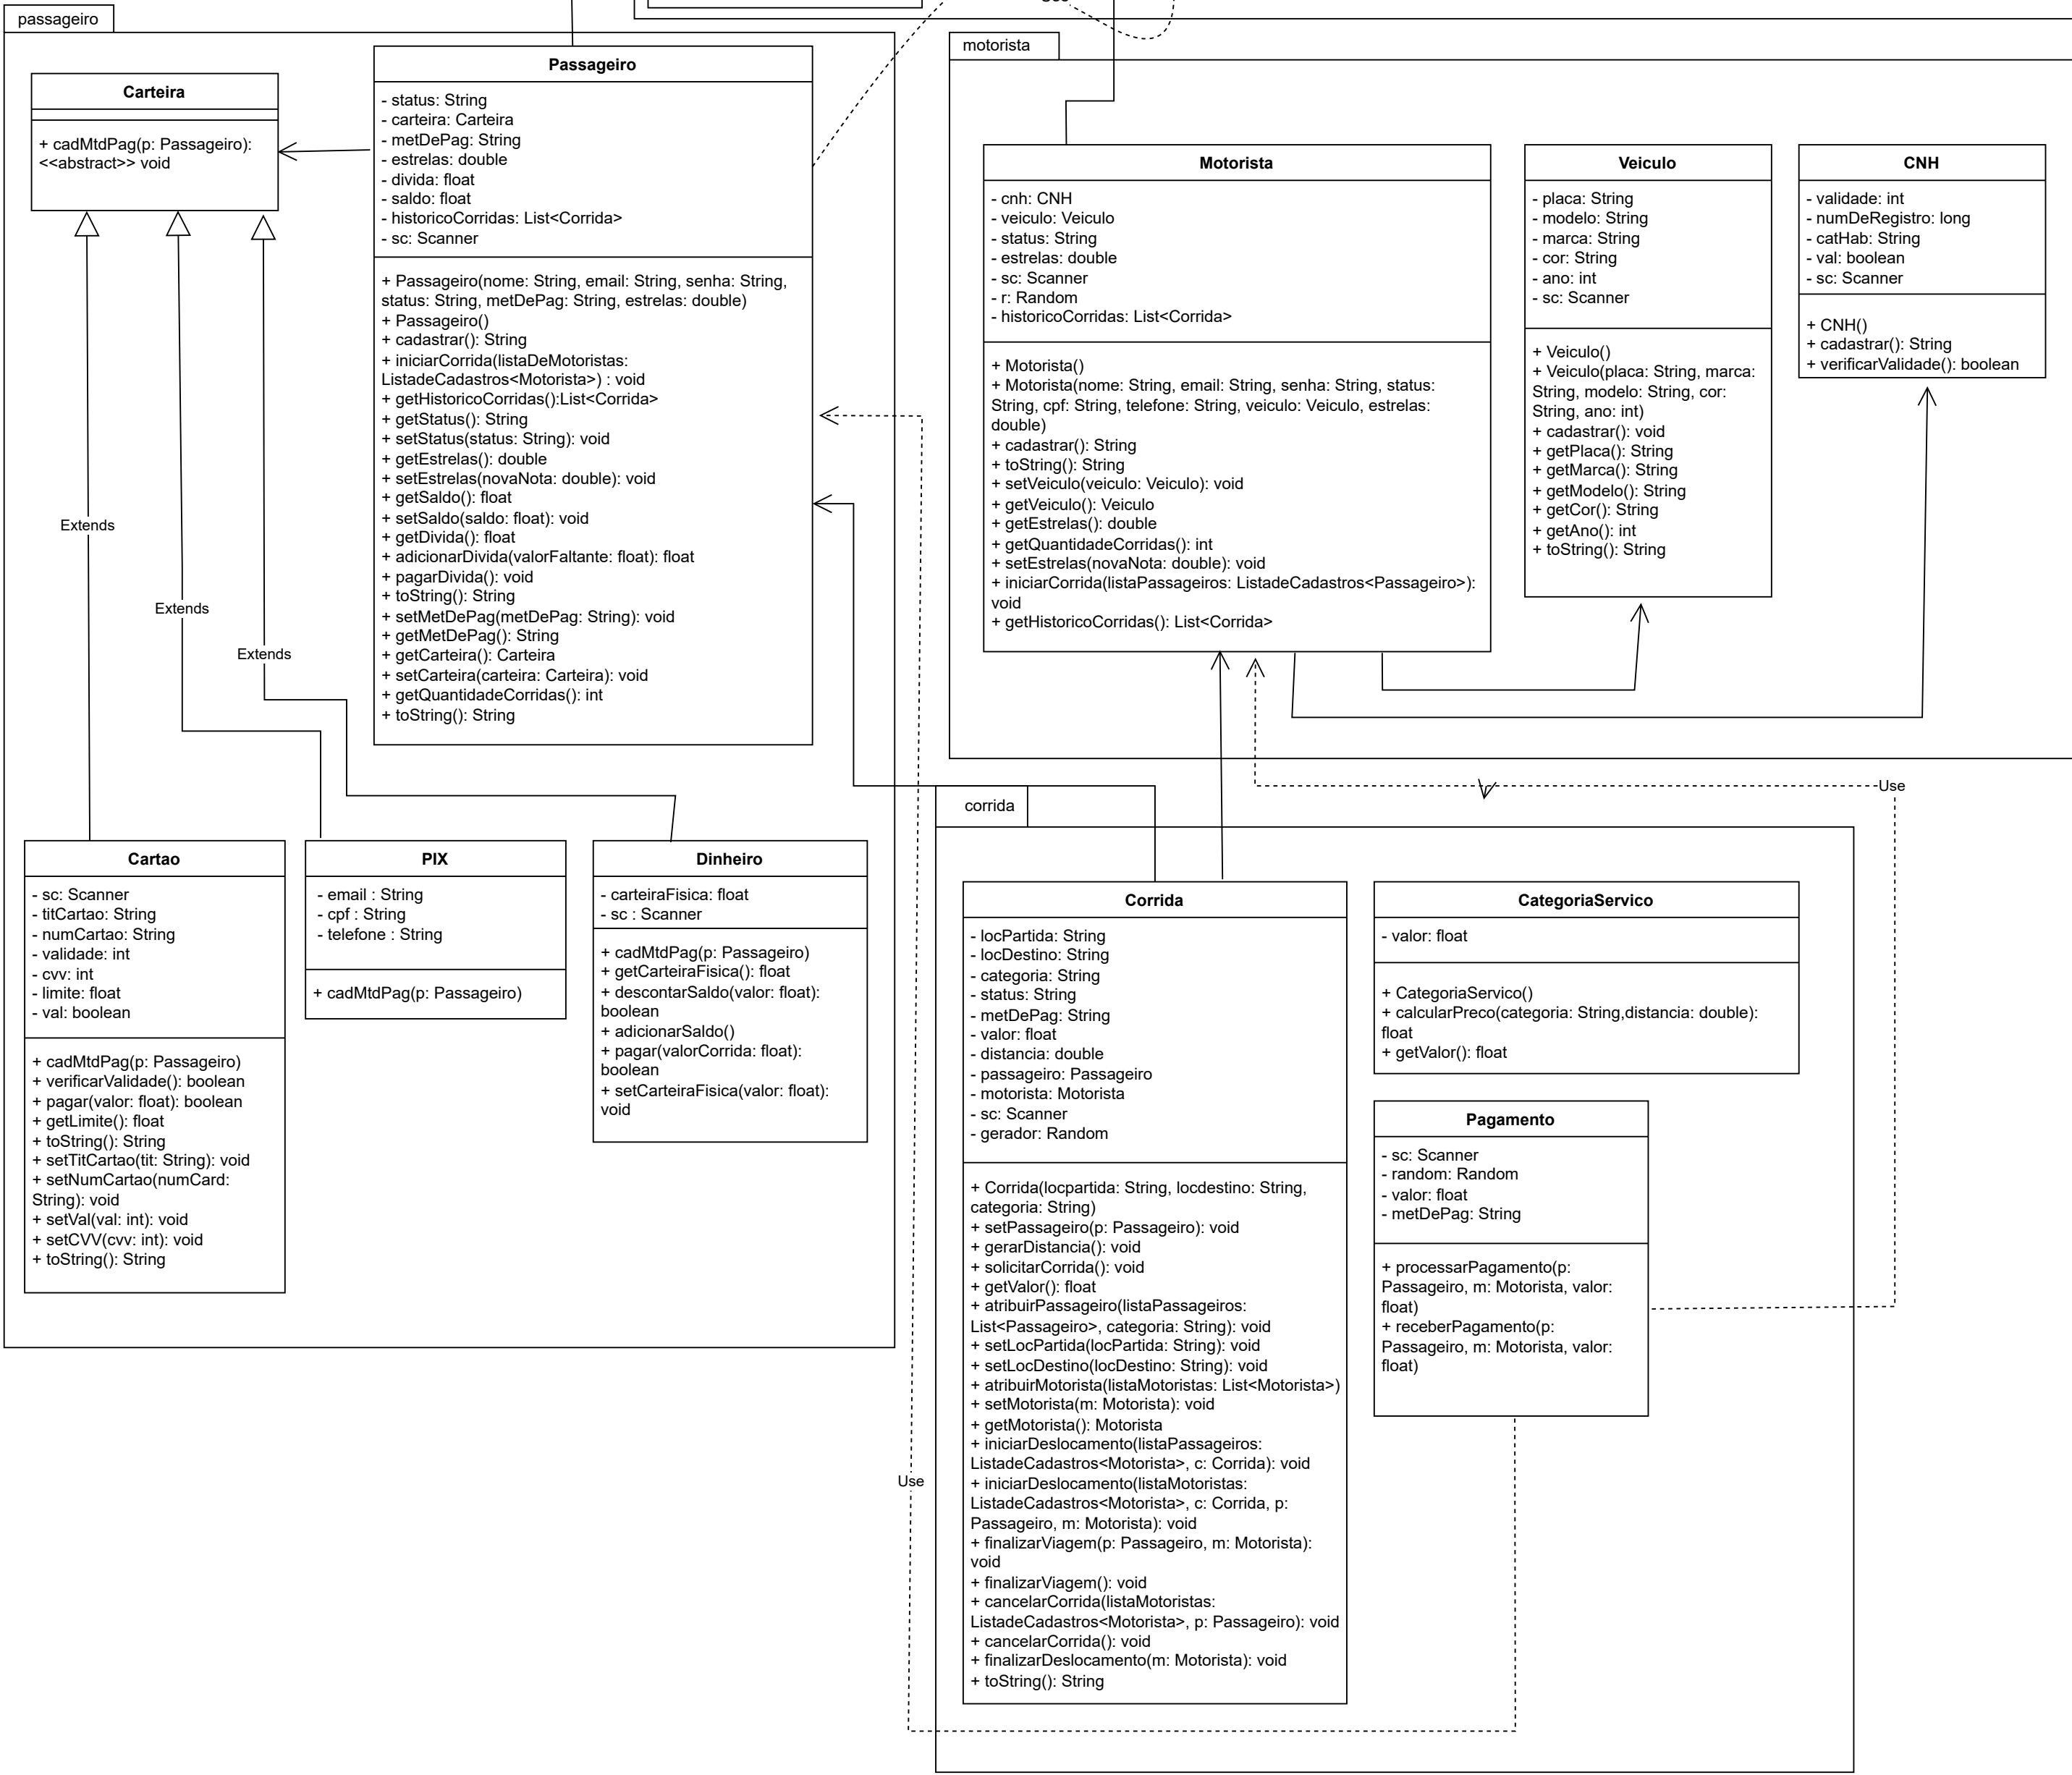 passageiro
Carteira
+ cadMtdPag(p: Passageiro):
<<abstract>> void
Passageiro
- status: String
- carteira: Carteira
- metDePag: String
- estrelas: double
- divida: float
- saldo: float
- historicoCorridas: List<Corrida>
- sc: Scanner
+ Passageiro(nome: String, email: String, senha: String,
status: String, metDePag: String, estrelas: double)
+ Passageiro()
+ cadastrar(): String
+ iniciarCorrida(listaDeMotoristas:
ListadeCadastros<Motorista>) : void
+ getHistoricoCorridas():List<Corrida>
+ getStatus(): String
+ setStatus(status: String): void
+ getEstrelas(): double
+ setEstrelas(novaNota: double): void
+ getSaldo(): float
+ setSaldo(saldo: float): void
+ getDivida(): float
+ adicionarDivida(valorFaltante: float): float
+ pagarDivida(): void
+ toString(): String
+ setMetDePag(metDePag: String): void
+ getMetDePag(): String
+ getCarteira(): Carteira
+ setCarteira(carteira: Carteira): void
+ getQuantidadeCorridas(): int
+ toString(): String
Extends
Extends
Extends
Cartao
- sc: Scanner
- titCartao: String
- numCartao: String
- validade: int
- cvv: int
- limite: float
- val: boolean
+ cadMtdPag(p: Passageiro)
+ verificarValidade(): boolean
+ pagar(valor: float): boolean
+ getLimite(): float
+ toString(): String
+ setTitCartao(tit: String): void
+ setNumCartao(numCard:
String): void
+ setVal(val: int): void
+ setCVV(cvv: int): void
+ toString(): String
PIX
- email : String
- cpf : String
- telefone : String
+ cadMtdPag(p: Passageiro)
Dinheiro
- carteiraFisica: float
- sc : Scanner
+ cadMtdPag(p: Passageiro)
+ getCarteiraFisica(): float
+ descontarSaldo(valor: float):
boolean
+ adicionarSaldo()
+ pagar(valorCorrida: float):
boolean
+ setCarteiraFisica(valor: float):
void
motorista
Motorista
- cnh: CNH
- veiculo: Veiculo
- status: String
- estrelas: double
- sc: Scanner
- r: Random
- historicoCorridas: List<Corrida>
+ Motorista()
+ Motorista(nome: String, email: String, senha: String, status:
String, cpf: String, telefone: String, veiculo: Veiculo, estrelas:
double)
+ cadastrar(): String
+ toString(): String
+ setVeiculo(veiculo: Veiculo): void
+ getVeiculo(): Veiculo
+ getEstrelas(): double
+ getQuantidadeCorridas(): int
+ setEstrelas(novaNota: double): void
+ iniciarCorrida(listaPassageiros: ListadeCadastros<Passageiro>):
void
+ getHistoricoCorridas(): List<Corrida>
Veiculo
- placa: String
- modelo: String
- marca: String
- cor: String
- ano: int
- sc: Scanner
+ Veiculo()
+ Veiculo(placa: String, marca:
String, modelo: String, cor:
String, ano: int)
+ cadastrar(): void
+ getPlaca(): String
+ getMarca(): String
+ getModelo(): String
+ getCor(): String
+ getAno(): int
+ toString(): String
CNH
- validade: int
- numDeRegistro: long
- catHab: String
- val: boolean
- sc: Scanner
+ CNH()
+ cadastrar(): String
+ verificarValidade(): boolean
Use
corrida
Corrida
- locPartida: String
- locDestino: String
- categoria: String
- status: String
- metDePag: String
- valor: float
- distancia: double
- passageiro: Passageiro
- motorista: Motorista
- sc: Scanner
- gerador: Random
+ Corrida(locpartida: String, locdestino: String,
categoria: String)
+ setPassageiro(p: Passageiro): void
+ gerarDistancia(): void
+ solicitarCorrida(): void
+ getValor(): float
+ atribuirPassageiro(listaPassageiros:
List<Passageiro>, categoria: String): void
+ setLocPartida(locPartida: String): void
+ setLocDestino(locDestino: String): void
+ atribuirMotorista(listaMotoristas: List<Motorista>)
+ setMotorista(m: Motorista): void
+ getMotorista(): Motorista
+ iniciarDeslocamento(listaPassageiros:
ListadeCadastros<Motorista>, c: Corrida): void
+ iniciarDeslocamento(listaMotoristas:
ListadeCadastros<Motorista>, c: Corrida, p:
Passageiro, m: Motorista): void
+ finalizarViagem(p: Passageiro, m: Motorista):
void
+ finalizarViagem(): void
+ cancelarCorrida(listaMotoristas:
ListadeCadastros<Motorista>, p: Passageiro): void
+ cancelarCorrida(): void
+ finalizarDeslocamento(m: Motorista): void
+ toString(): String
CategoriaServico
- valor: float
+ CategoriaServico()
+ calcularPreco(categoria: String,distancia: double):
float
+ getValor(): float
Pagamento
- sc: Scanner
- random: Random
- valor: float
- metDePag: String
+ processarPagamento(p:
Passageiro, m: Motorista, valor:
float)
+ receberPagamento(p:
Passageiro, m: Motorista, valor:
float)
Use